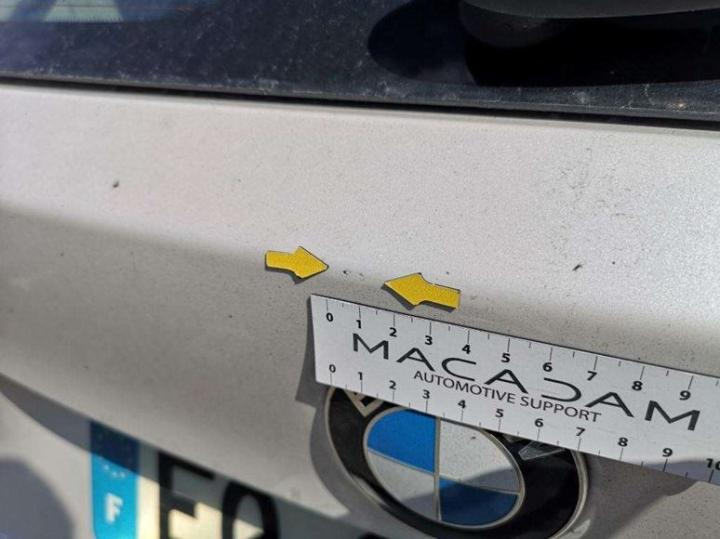 0 1 2 3 4 5 6 7 8 9
MACADAM
AUTOMOTIVE SUPPORT
0 1 2 3 4 5 6 7 8 9 10
F